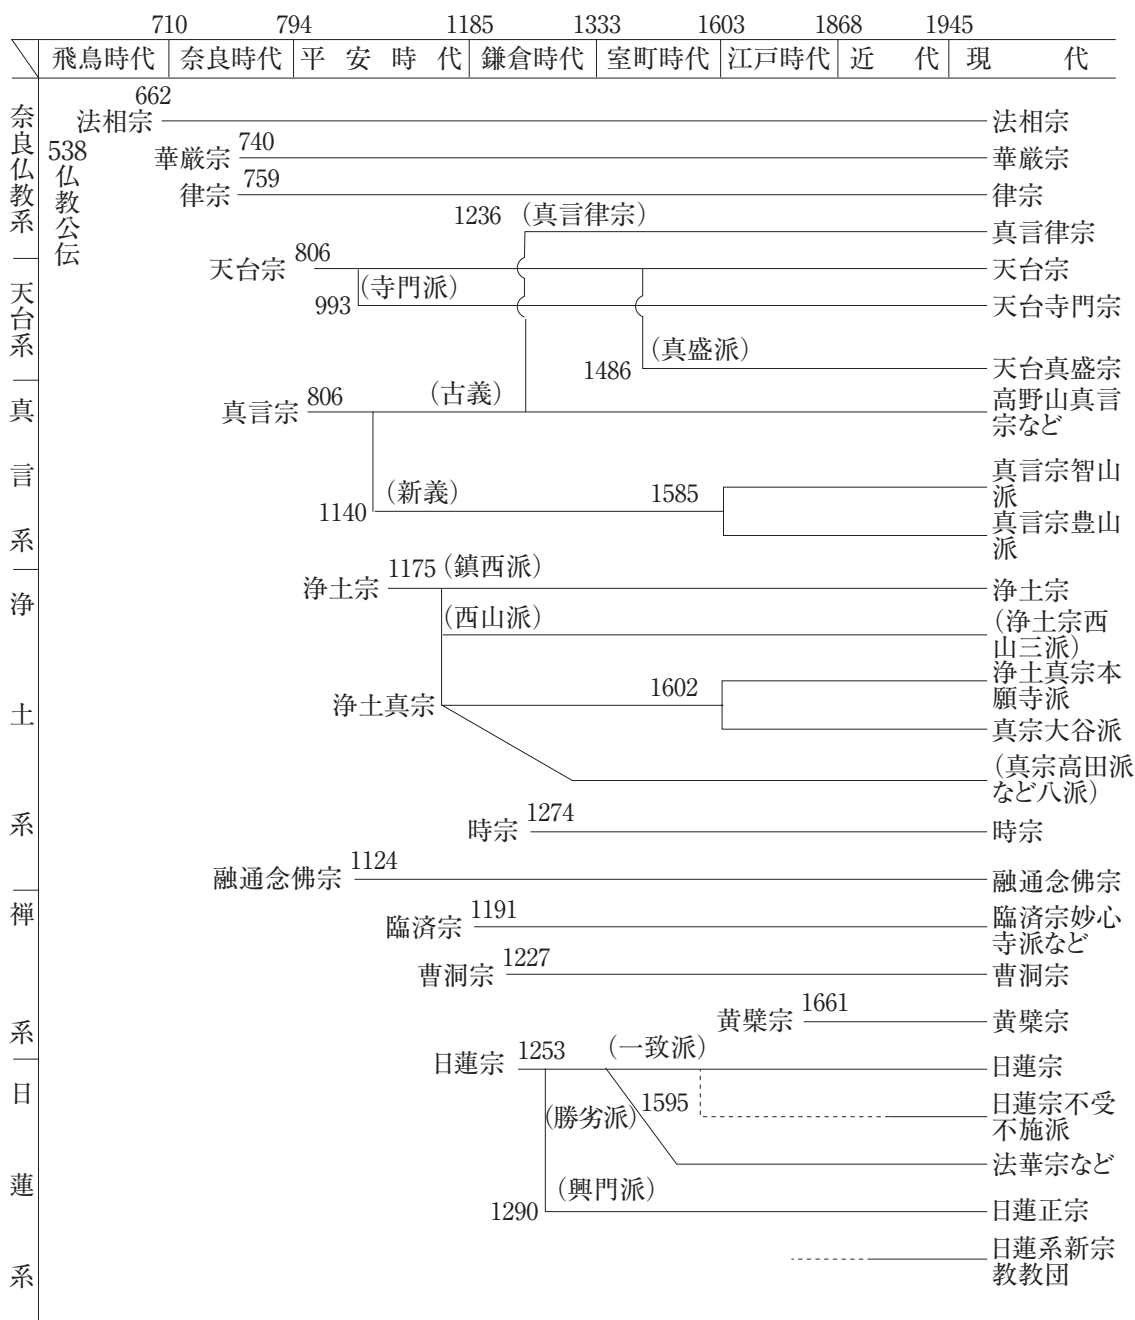 710 794 1185 1333 1603 1868 1945
飛鳥時代 奈良時代 平安時代 鎌倉時代 室町時代 江戸時代 近代 現代
奈良仏教系
538
仏教公伝
662
法相宗 法相宗
740
華厳宗 華厳宗
759
律宗 律宗
1236 (真言律宗)
真言律宗
天台系
806
天台宗 天台宗
(寺門派)
993 天台寺門宗
(真盛派)
1486 天台真盛宗
真言系
806 (古義)
真言宗 高野山真言
宗など
(新義)
1140
1585
真言宗智山
派
真言宗豊山
派
浄土系
1175 (鎮西派)
浄土宗 浄土宗
(西山派)
(浄土宗西
山三派)
浄土真宗
1602
浄土真宗本
願寺派
真宗大谷派
(真宗高田派
など八派)
1274
時宗 時宗
1124
融通念佛宗 融通念佛宗
禅系
1191
臨済宗 臨済宗妙心
寺派など
1227
曹洞宗 曹洞宗
1661
黄檗宗 黄檗宗
日蓮系
1253 (一致派)
日蓮宗 日蓮宗
(勝劣派)
1595
日蓮宗不受
不施派
法華宗など
(興門派)
1290 日蓮正宗
日蓮系新宗
教教団